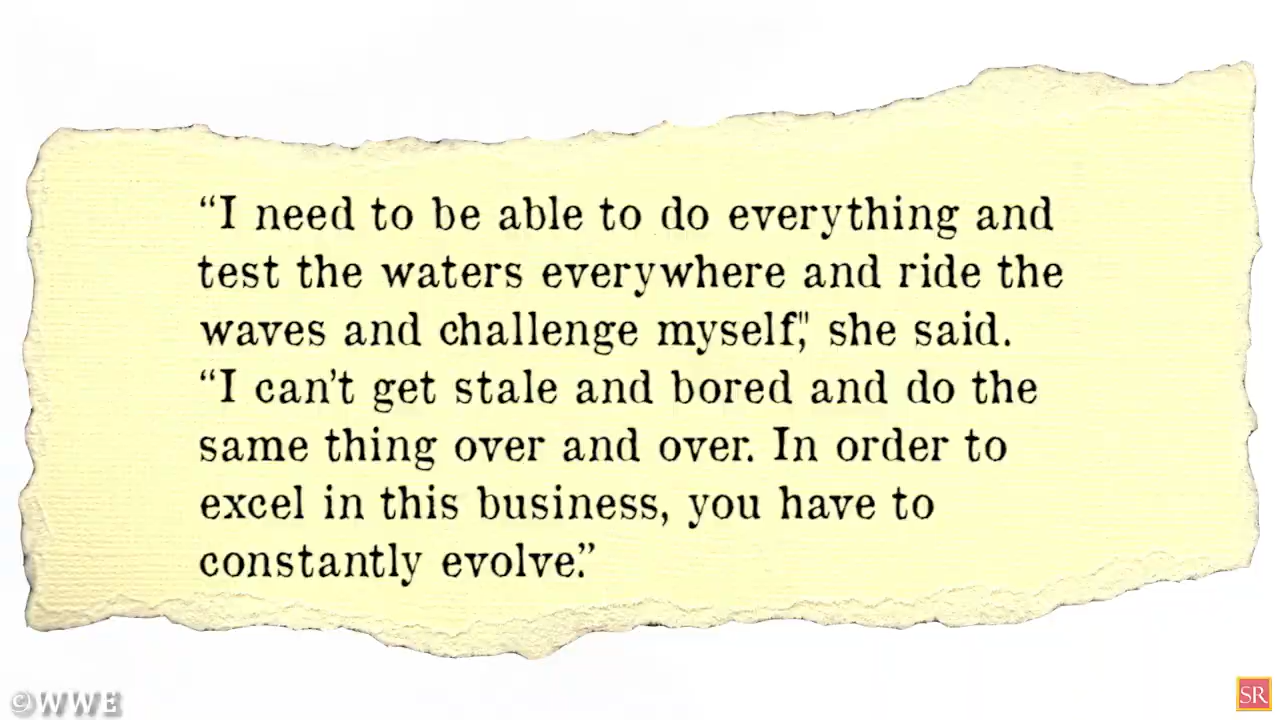 “I need to be able to do everything and
test the waters everywhere and ride the
waves and challenge myself," she said.
“I can’t get stale and bored and do the
same thing over and over. In order to
excel in this business, you have to
constantly evolve.”
©WWE
SR